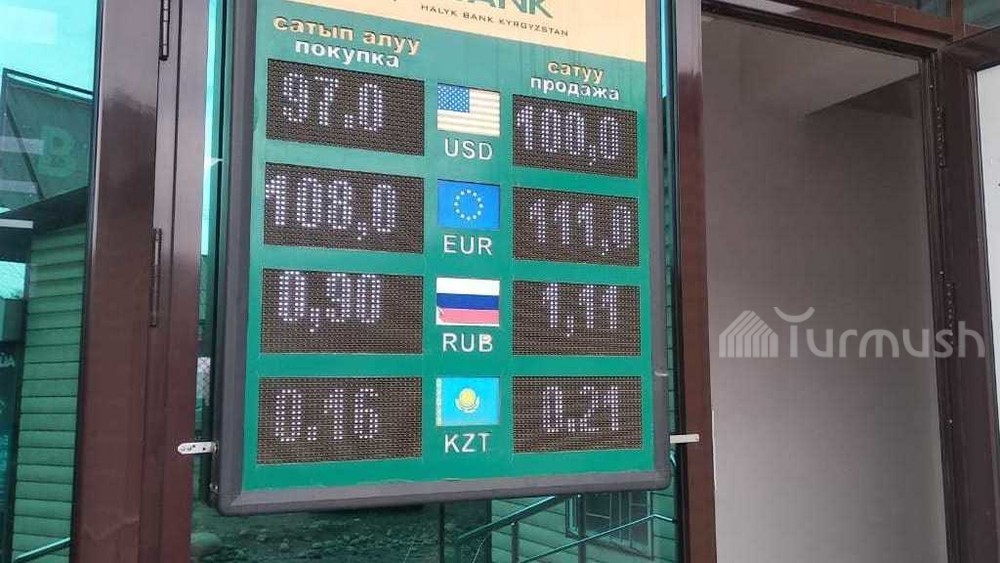 BANK
HALYK BANK KYRGYZSTAN
сатып алуу
покупка
сатуу
продажа
97.0 USD 100,0
108,0 EUR 111,0
0,90 RUB 1,11
0.16 KZT 0.21
Turmush